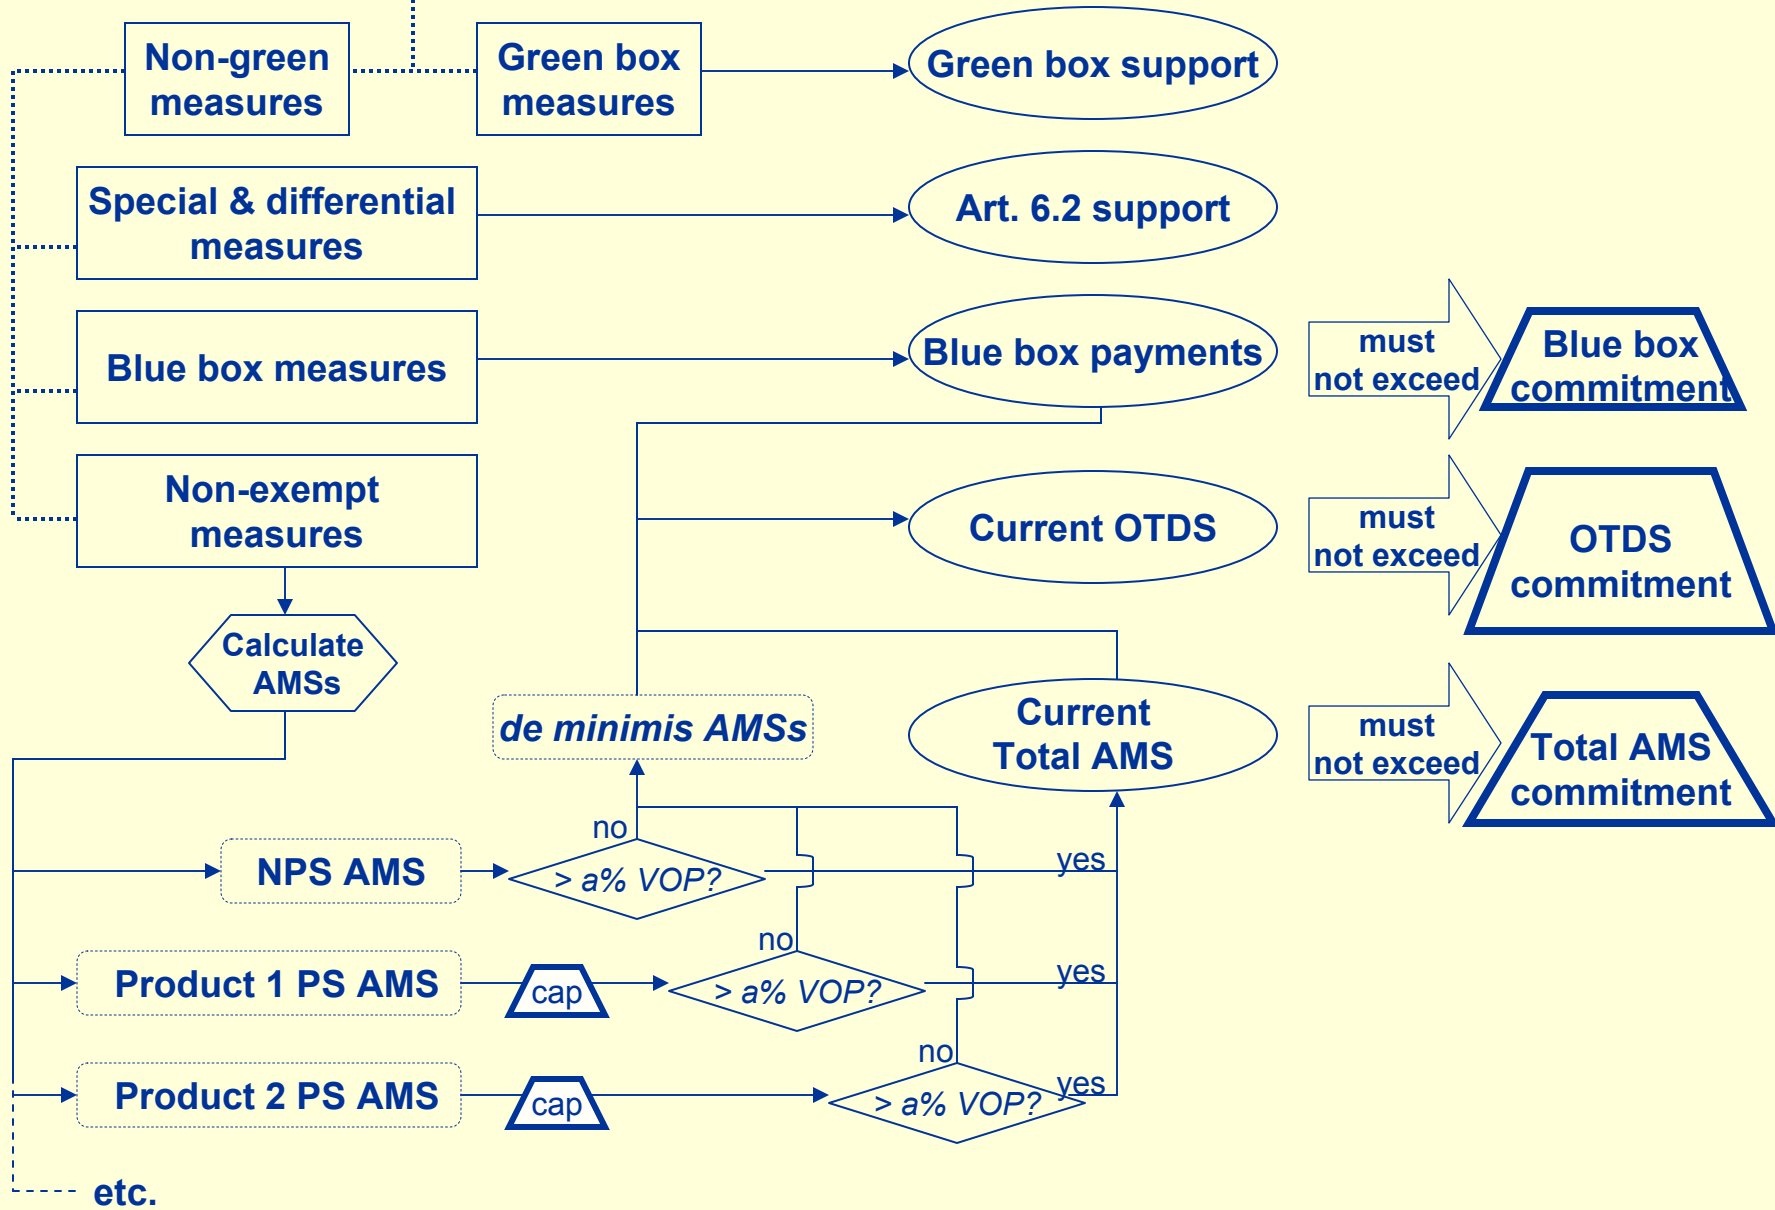 Non-green
measures
Green box
measures
Green box support
Special & differential
measures
Art. 6.2 support
Blue box measures
Blue box payments
must
not exceed
Blue box
commitment
Non-exempt
measures
Current OTDS
must
not exceed
OTDS
commitment
Calculate
AMSs
de minimis AMSs
Current
Total AMS
must
not exceed
Total AMS
commitment
no
NPS AMS
> a% VOP?
yes
no
Product 1 PS AMS
cap
> a% VOP?
yes
no
Product 2 PS AMS
cap
> a% VOP?
yes
etc.